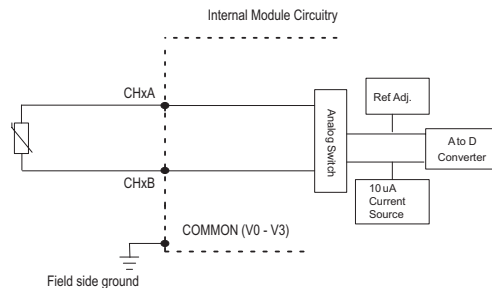 Internal Module Circuitry
CHxA
Ref Adj.
Analog Switch
A to D
Converter
CHxB
10 uA
Current
Source
COMMON (V0 - V3)
Field side ground